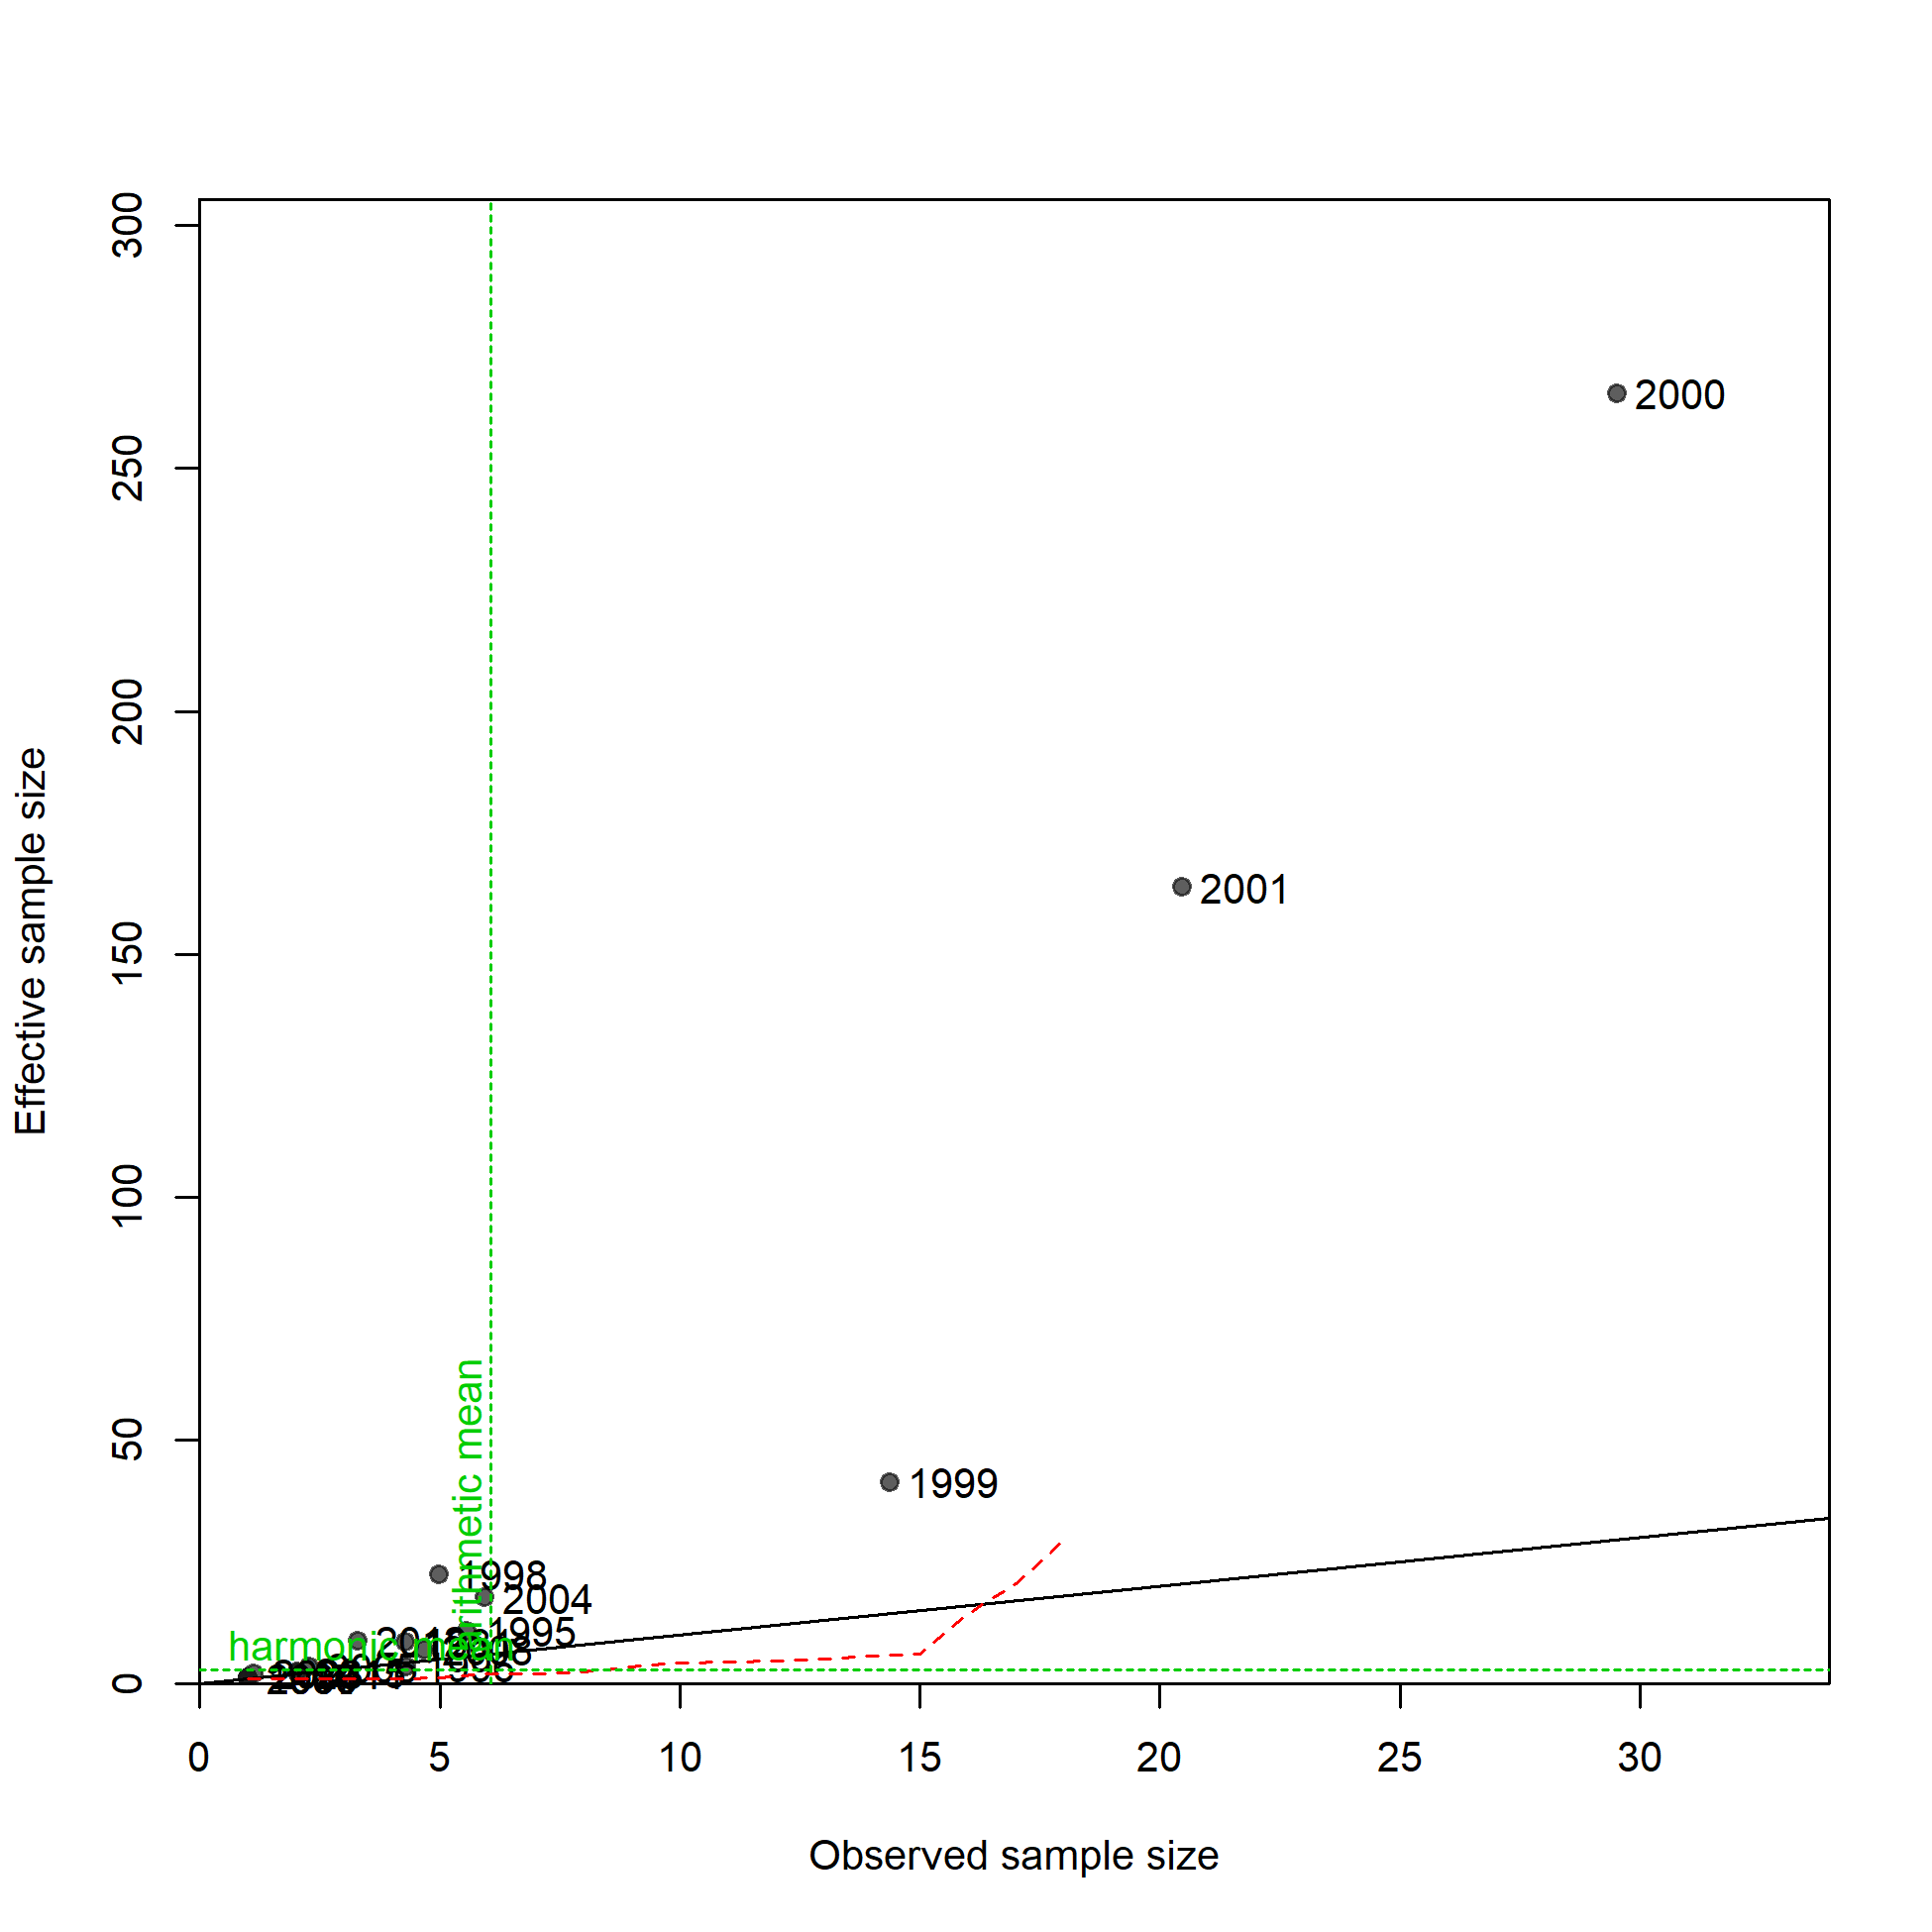 300
250
200
150
100
50
0
Effective sample size
2000
2001
1999
1998
2004
1995
arithmetic mean
harmonic mean
0 5 10 15 20 25 30
Observed sample size